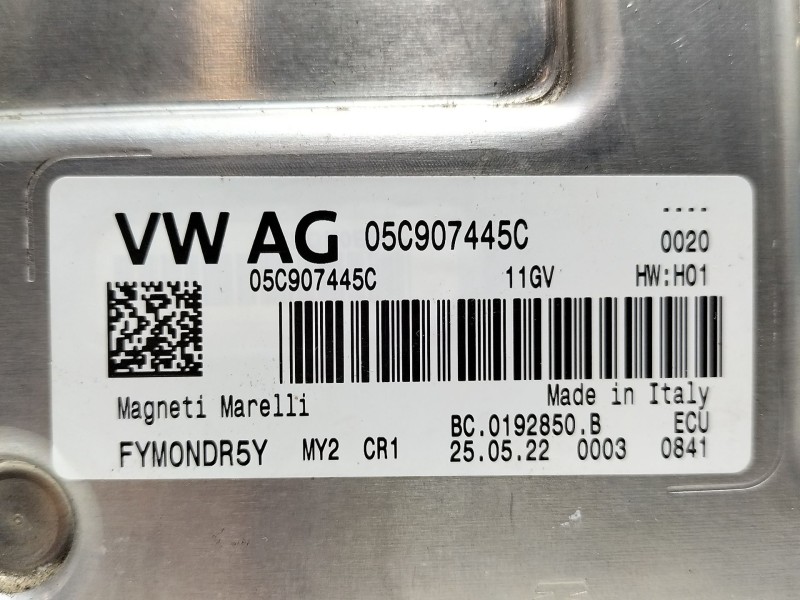 VW AG 05C907445C ----
0020
05C907445C 11GV HW:H01
Magneti Marelli Made in Italy
BC.0192850.B ECU
FYMONDR5Y MY2 CR1 25.05.22 0003 0841